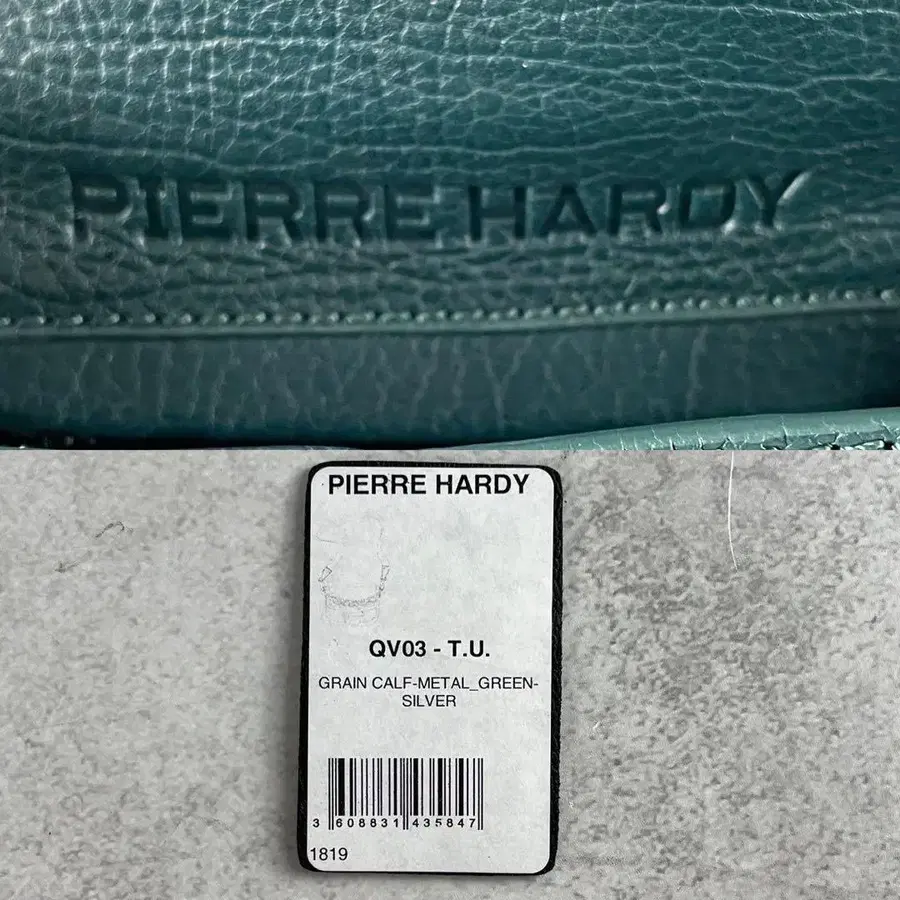 PIERRE HARDY
PIERRE HARDY
QV03 - T.U.
GRAIN CALF-METAL_GREEN-
SILVER
3 608831 435847
1819